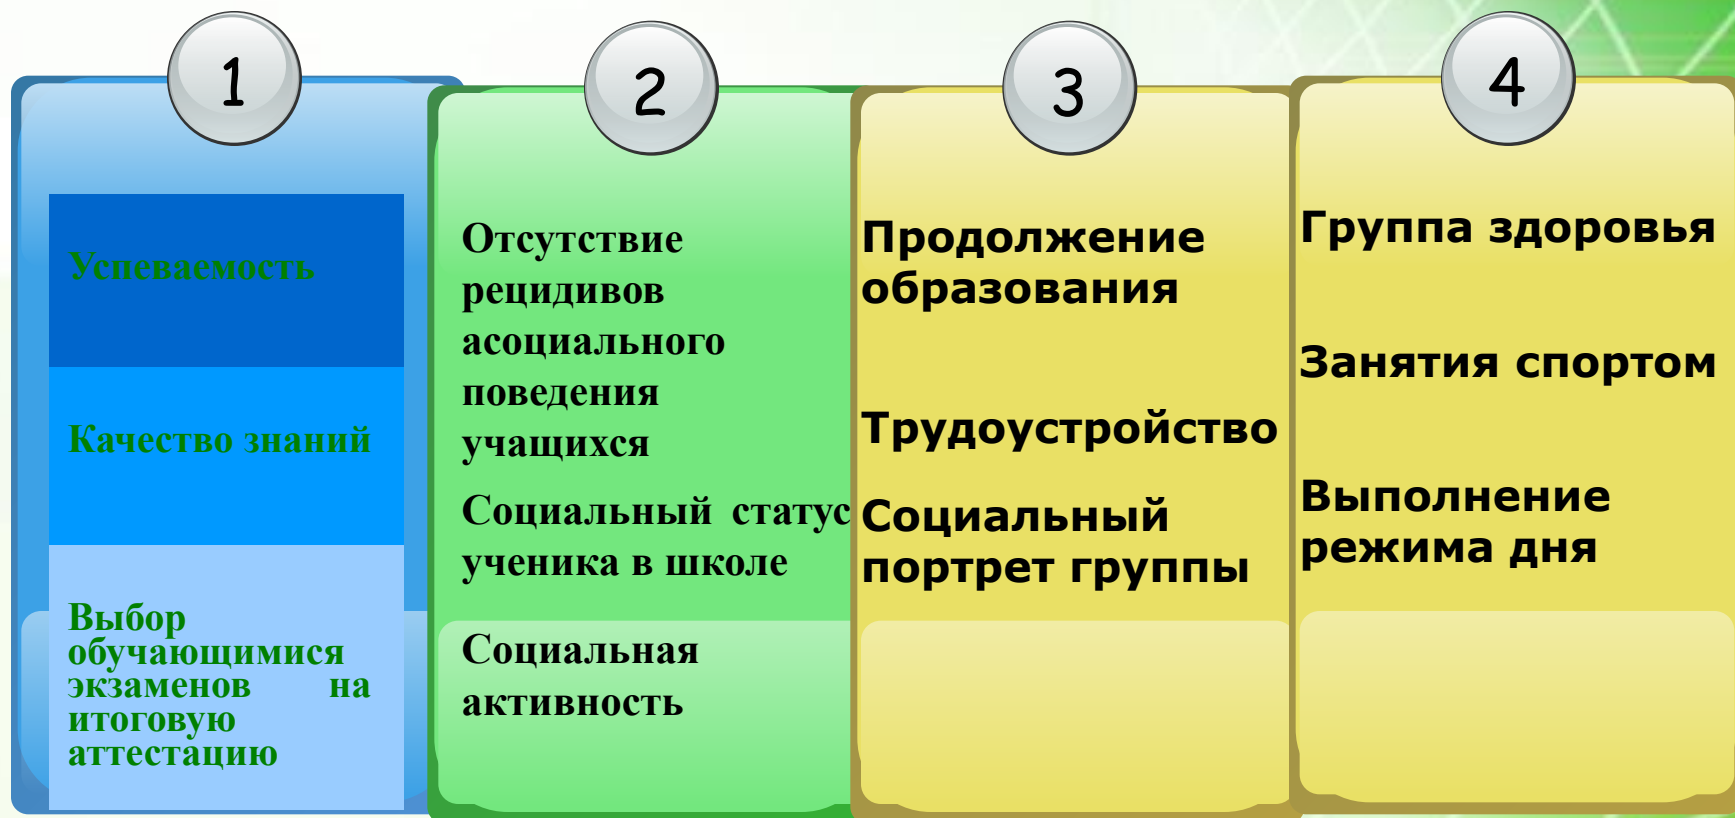 1
Успеваемость
Качество знаний
Выбор
обучающимися
экзаменов на
итоговую
аттестацию
2
Отсутствие
рецидивов
асоциального
поведения
учащихся
Социальный статус
ученика в школе
Социальная
активность
3
Продолжение
образования
Трудоустройство
Социальный
портрет группы
4
Группа здоровья
Занятия спортом
Выполнение
режима дня